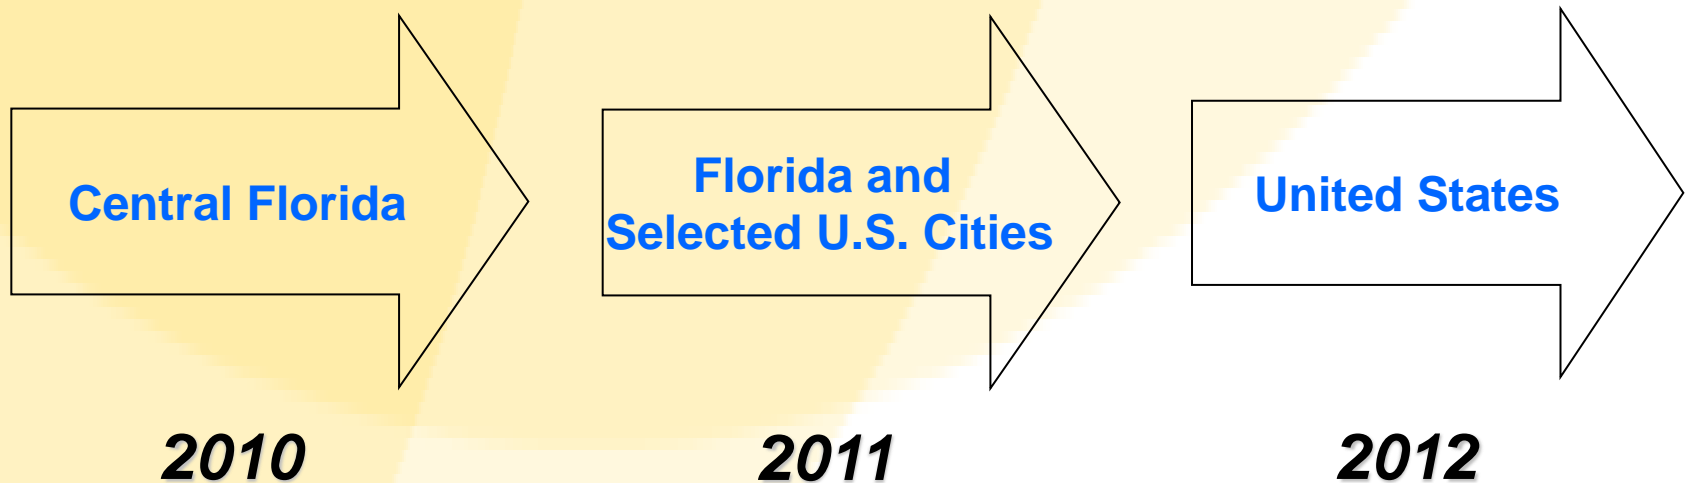 Central Florida
Florida and
Selected U.S. Cities
United States
2010
2011
2012